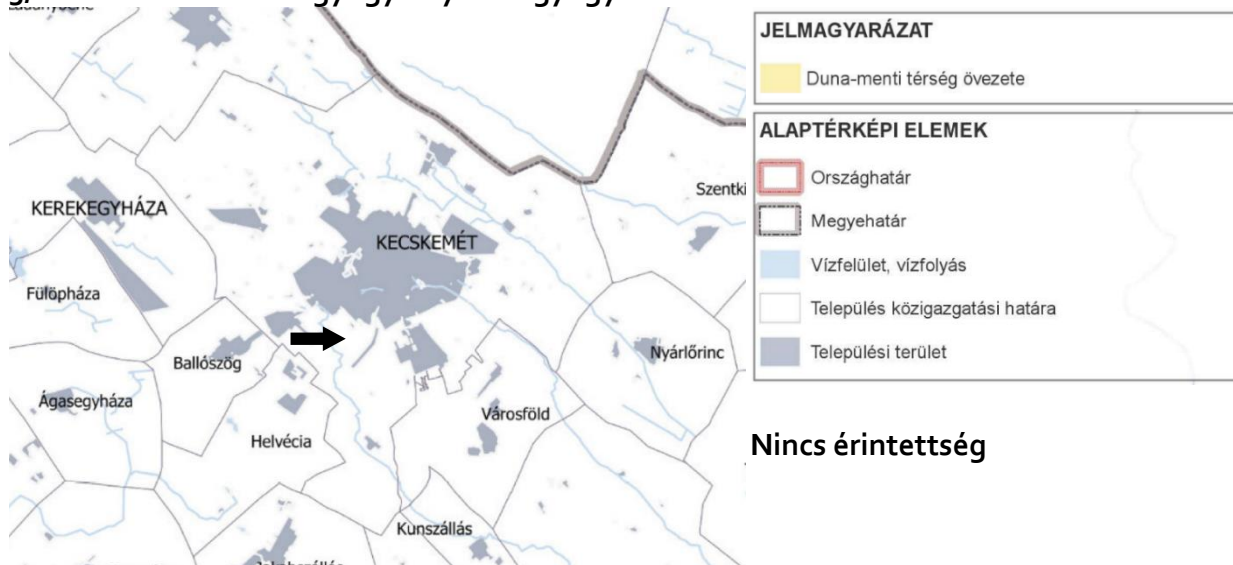 KEREKEGYHÁZA
Szentki
KECSKEMÉT
Fülöpháza
Ballószög
Nyárlőrinc
Ágasegyháza
Városföld
Helvécia
Kunszállás
JELMAGYARÁZAT
Duna-menti térség övezete
ALAPTÉRKÉPI ELEMEK
Országhatár
Megyehatár
Vízfelület, vízfolyás
Település közigazgatási határa
Települési terület
Nincs érintettség